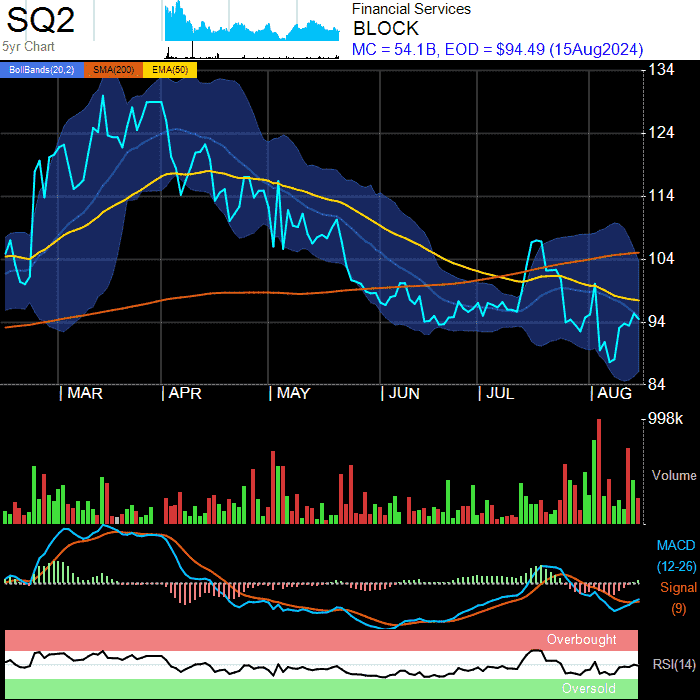 SQ2
5yr Chart
Financial Services
BLOCK
MC = 54.1B, EOD = $94.49 (15Aug2024)
BollBands(20,2) SMA(200) EMA(50)
134
124
114
104
94
84
MAR APR MAY JUN JUL AUG
998k
Volume
MACD
(12-26)
Signal
(9)
Overbought
RSI(14)
Oversold